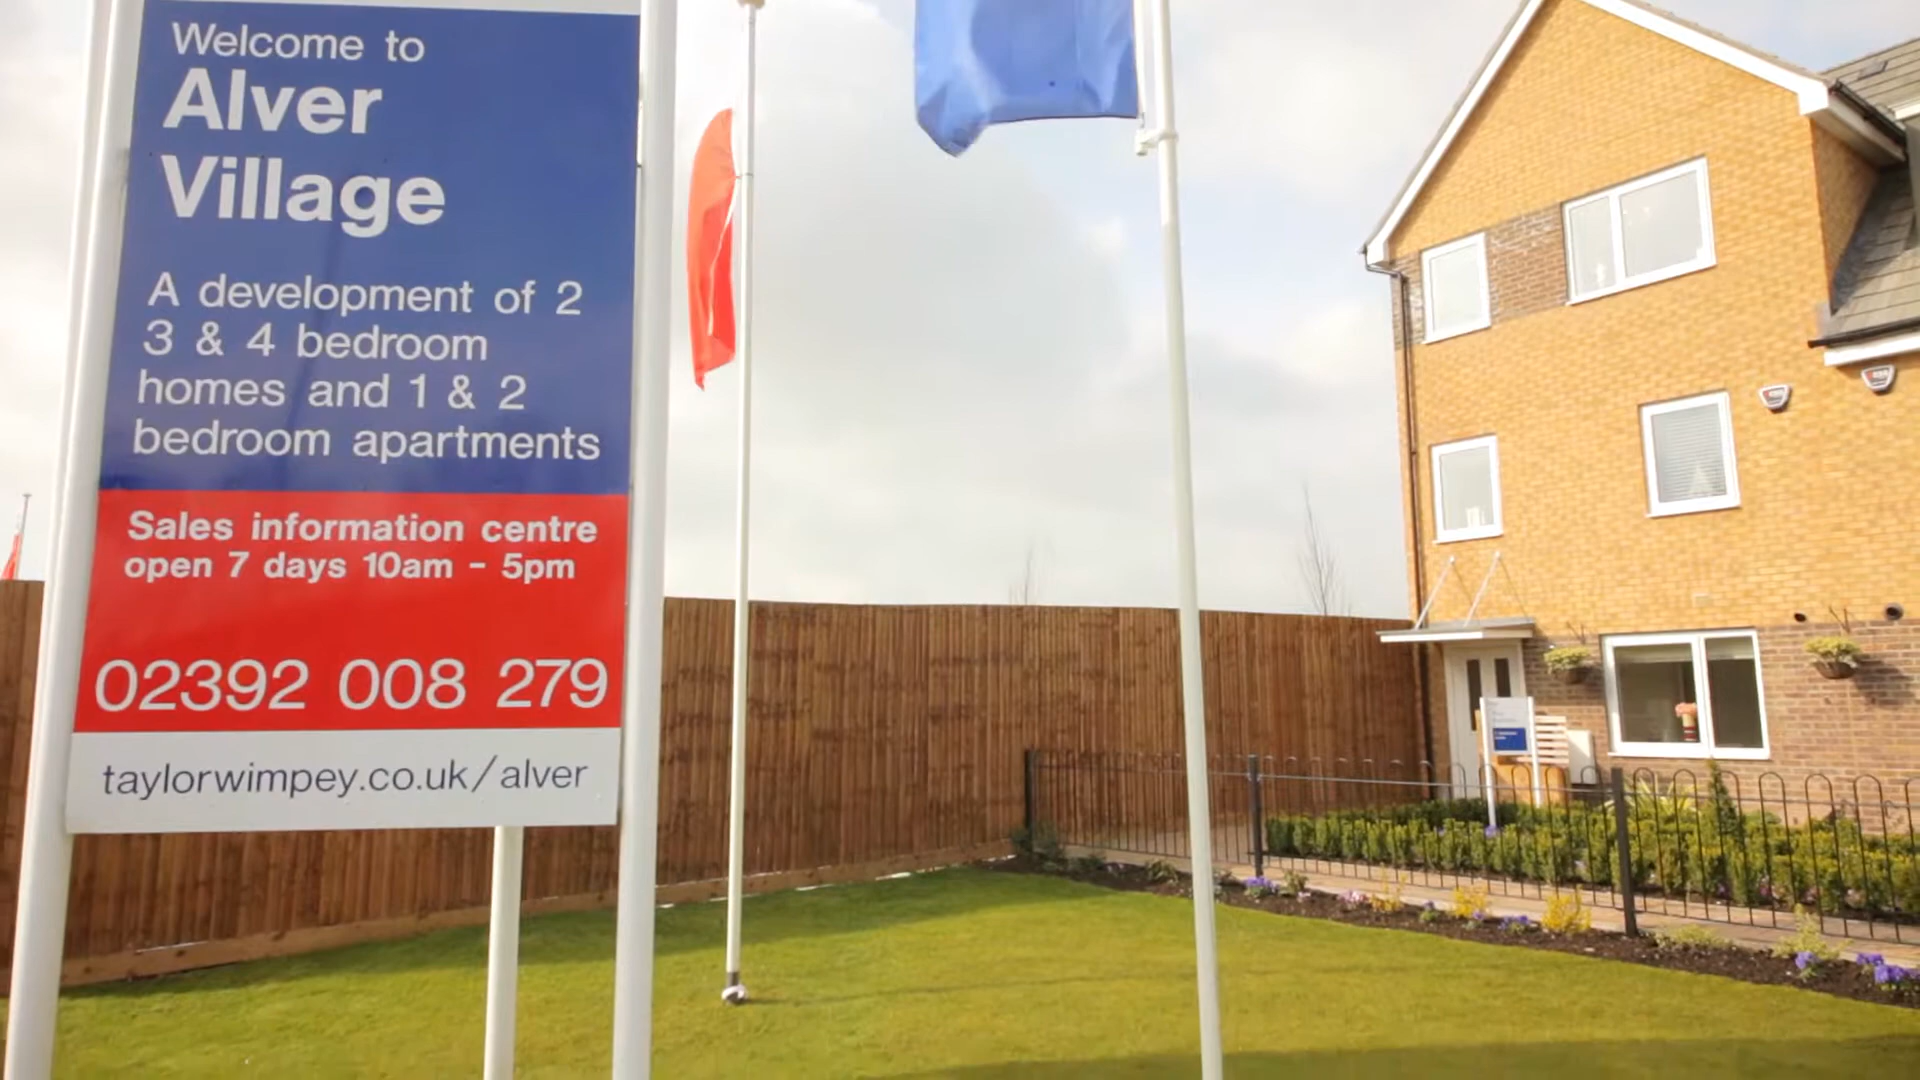 Welcome to
Alver
Village
A development of 2
3 & 4 bedroom
homes and 1 & 2
bedroom apartments
Sales information centre
open 7 days 10am - 5pm
02392 008 279
taylorwimpey.co.uk/alver